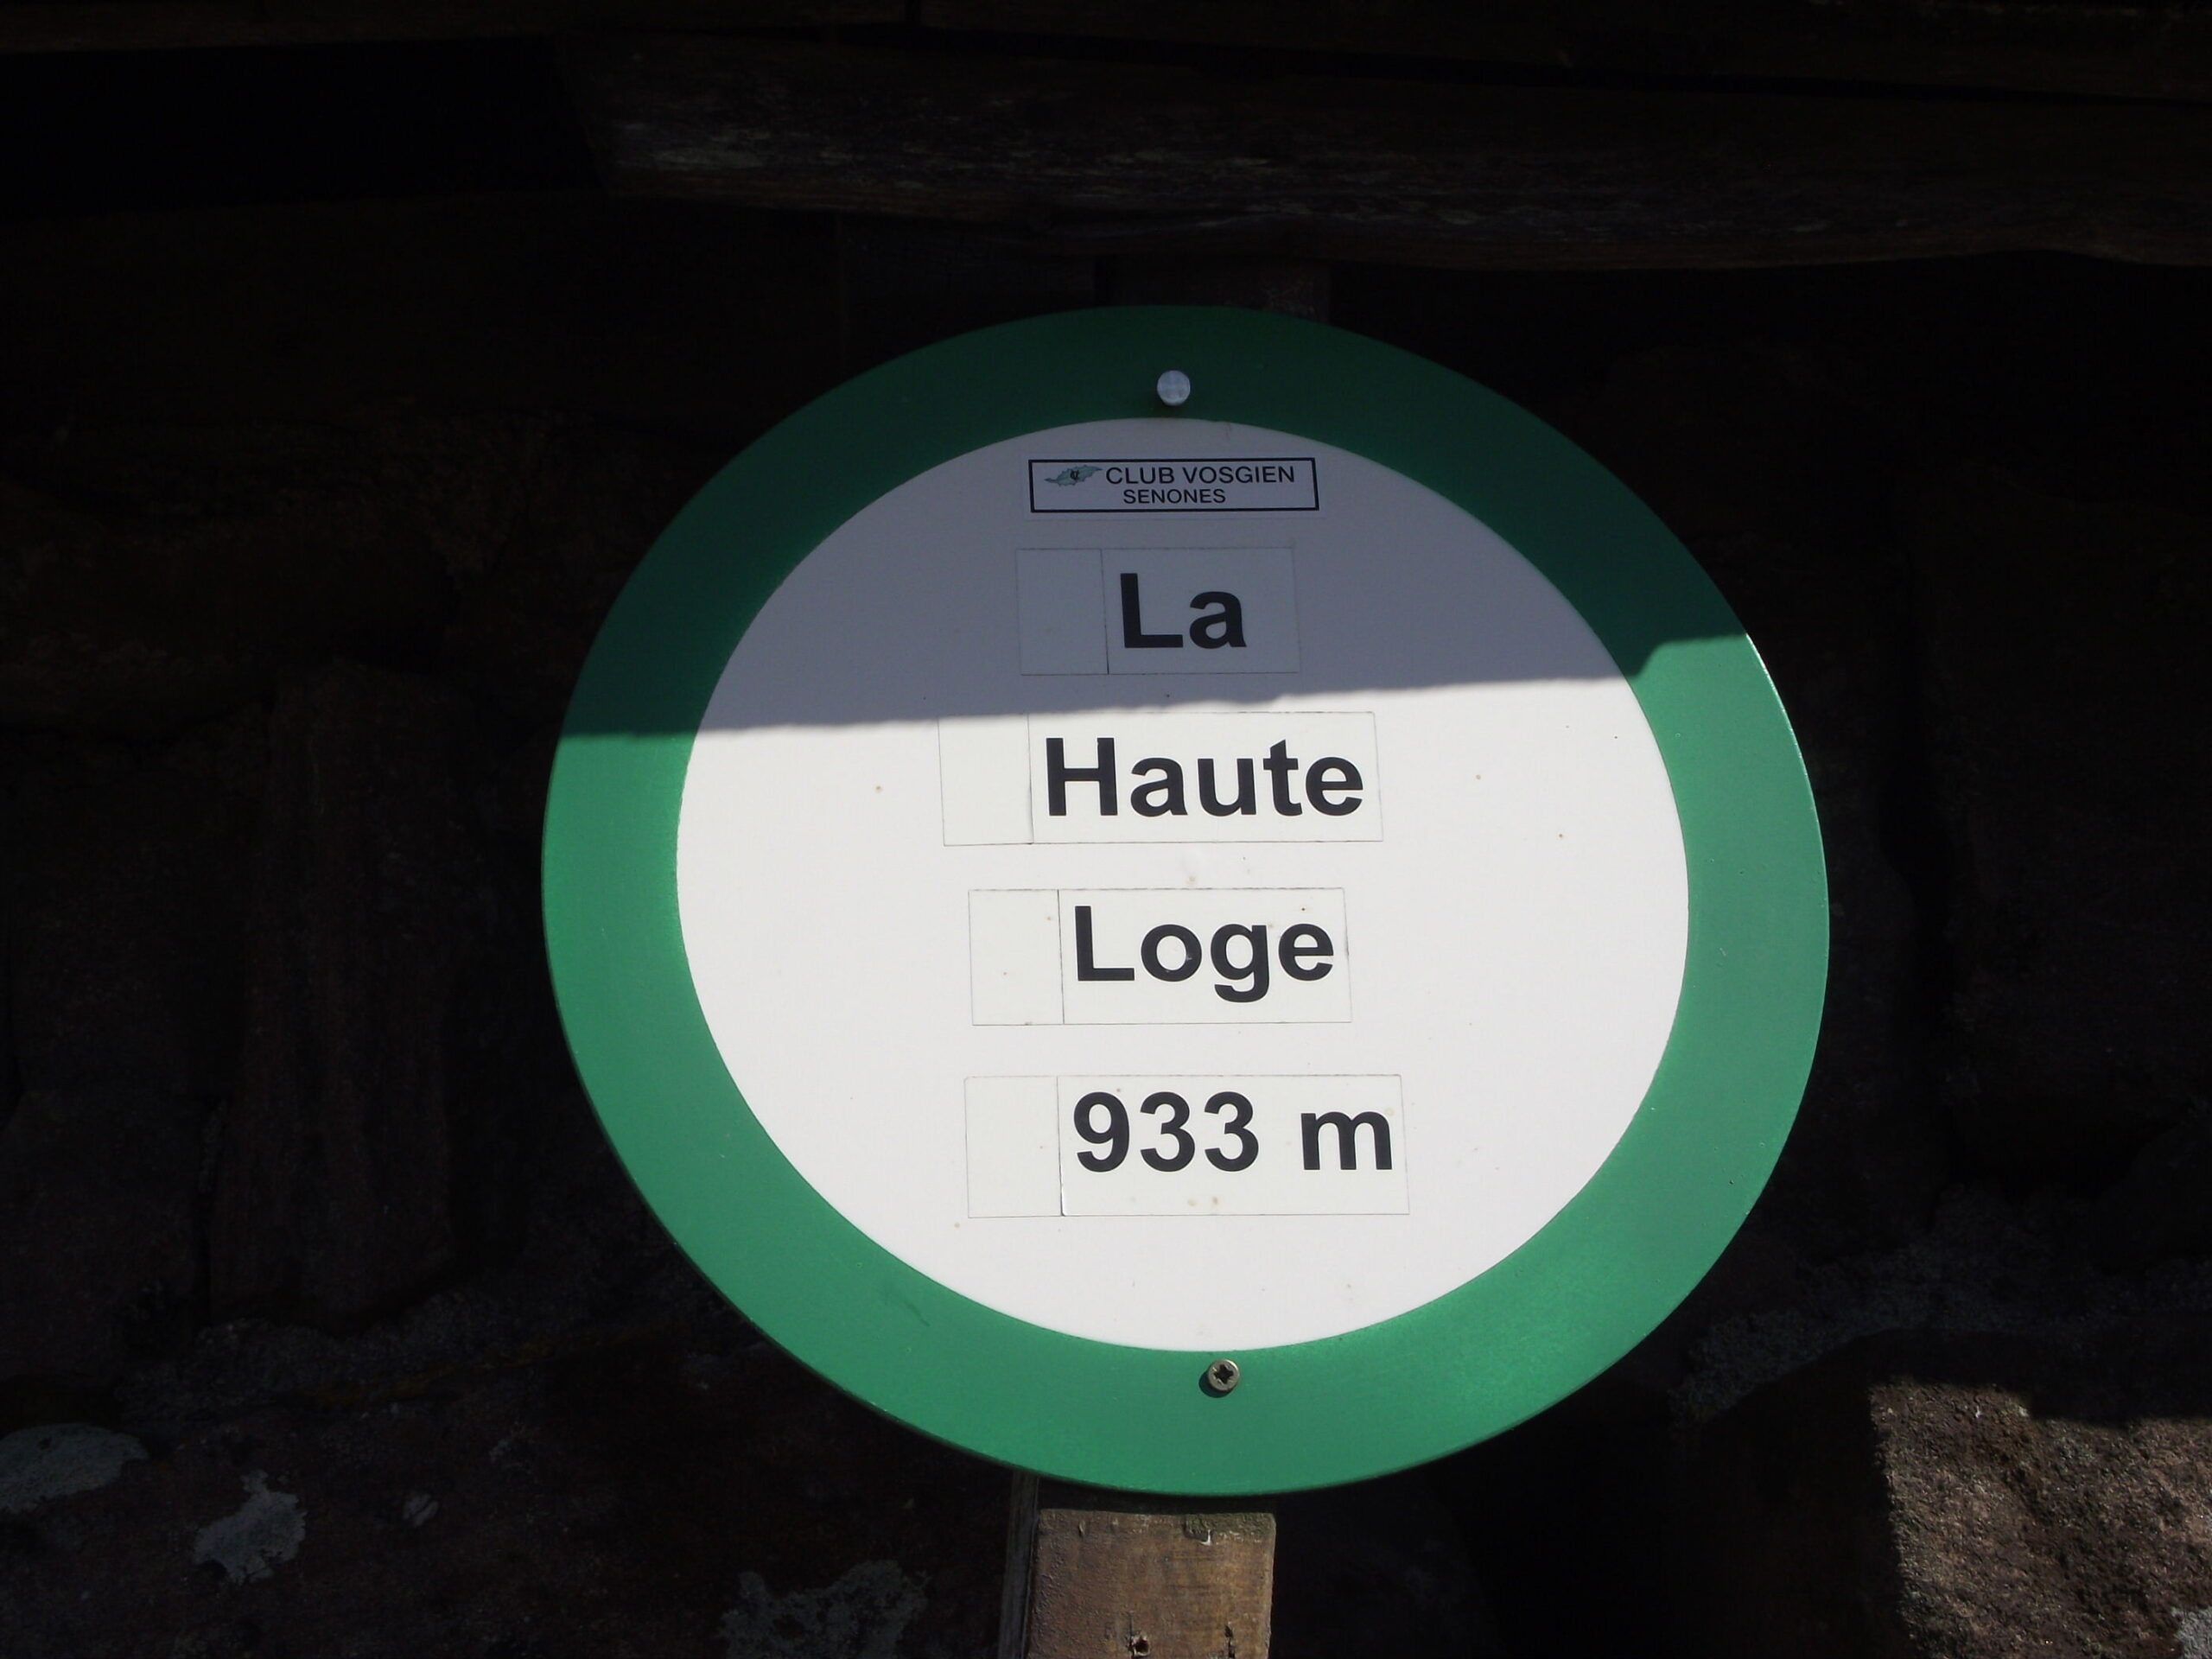 CLUB VOSGIEN
SENONES
La
Haute
Loge
933 m